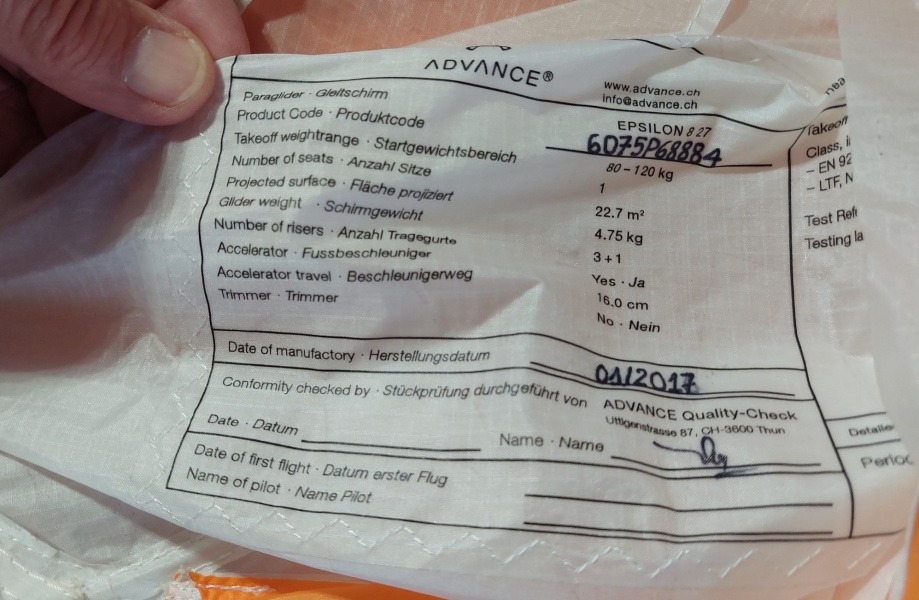 ADVANCE®
www.advance.ch
info@advance.ch
Paraglider · Gleitschirm EPSILON 8 27
Product Code · Produktcode 6075P68884
Takeoff weightrange · Startgewichtsbereich 80 – 120 kg
Number of seats · Anzahl Sitze 1
Projected surface · Fläche projiziert 22.7 m²
Glider weight · Schirmgewicht 4.75 kg
Number of risers · Anzahl Tragegurte 3 + 1
Accelerator · Fussbeschleuniger Yes · Ja
Accelerator travel · Beschleunigerweg 16.0 cm
Trimmer · Trimmer No · Nein
Date of manufactory · Herstellungsdatum 01/2017
Conformity checked by · Stückprüfung durchgeführt von ADVANCE Quality-Check
Uttigenstrasse 87, CH-3600 Thun
Date · Datum Name · Name
Date of first flight · Datum erster Flug
Name of pilot · Name Pilot
Class,
– EN 92
– LTF, N
Test
Testing la